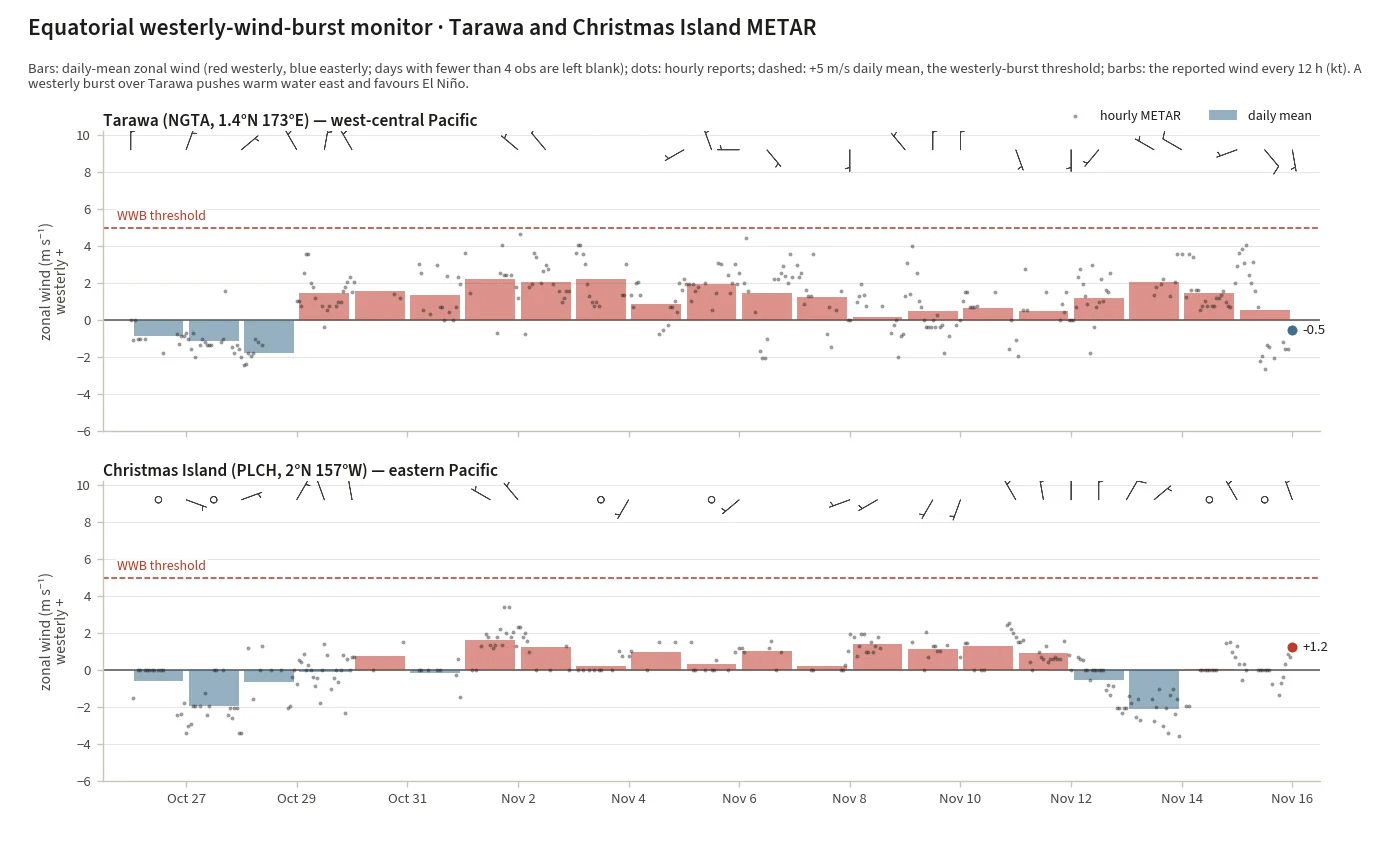 Equatorial westerly-wind-burst monitor · Tarawa and Christmas Island METAR
Bars: daily-mean zonal wind (red westerly, blue easterly; days with fewer than 4 obs are left blank); dots: hourly reports; dashed: +5 m/s daily mean, the westerly-burst threshold; barbs: the reported wind every 12 h (kt). A
westerly burst over Tarawa pushes warm water east and favours El Niño.
Tarawa (NGTA, 1.4°N 173°E) — west-central Pacific
hourly METAR
daily mean
10
8
6
4
2
0
−2
−4
−6
zonal wind (m s⁻¹)
westerly +
WWB threshold
-0.5
Christmas Island (PLCH, 2°N 157°W) — eastern Pacific
10
8
6
4
2
0
−2
−4
−6
zonal wind (m s⁻¹)
westerly +
WWB threshold
+1.2
Oct 27
Oct 29
Oct 31
Nov 2
Nov 4
Nov 6
Nov 8
Nov 10
Nov 12
Nov 14
Nov 16